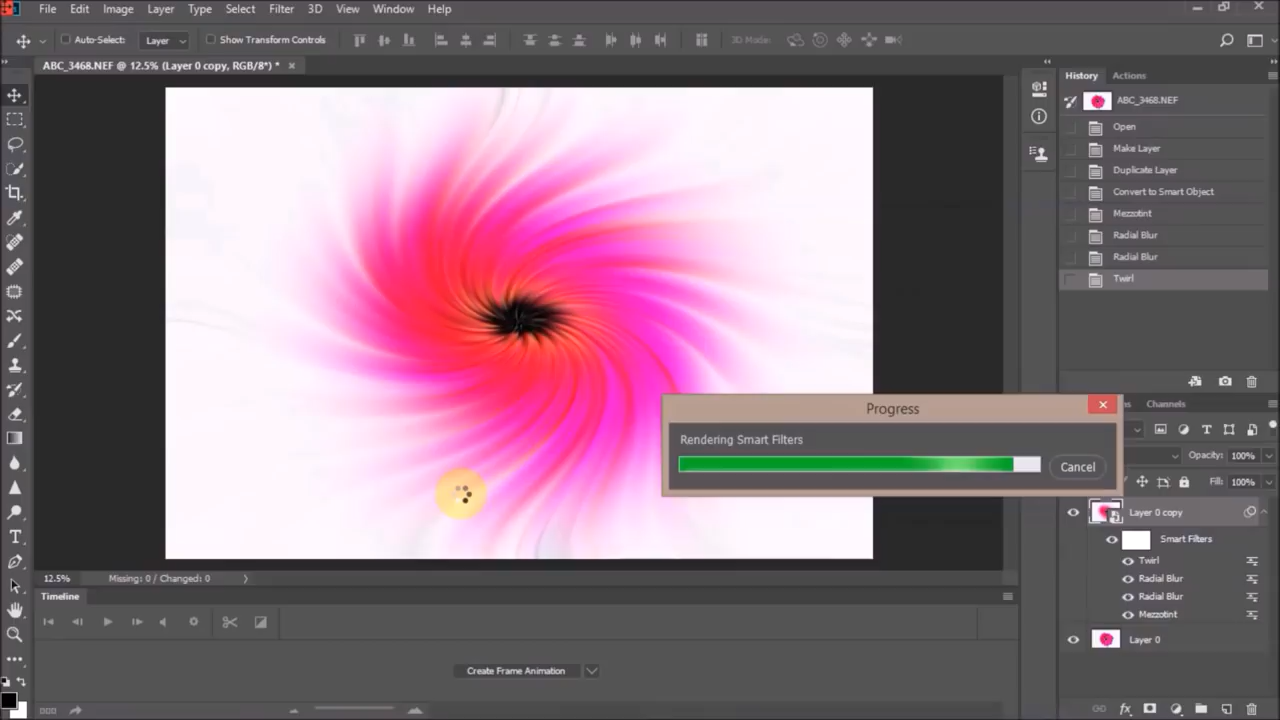 File Edit Image Layer Type Select Filter 3D View Window Help
Auto-Select: Layer Show Transform Controls 3D Mode:
ABC_3468.NEF @ 12.5% (Layer 0 copy, RGB/8*) *
History Actions
ABC_3468.NEF
Open
Make Layer
Duplicate Layer
Convert to Smart Object
Mezzotint
Radial Blur
Radial Blur
Twirl
Channels
Progress
Rendering Smart Filters
Cancel
Opacity: 100%
Fill: 100%
Layer 0 copy
Smart Filters
Twirl
Radial Blur
Radial Blur
Mezzotint
Layer 0
12.5% Missing: 0 / Changed: 0
Timeline
Create Frame Animation